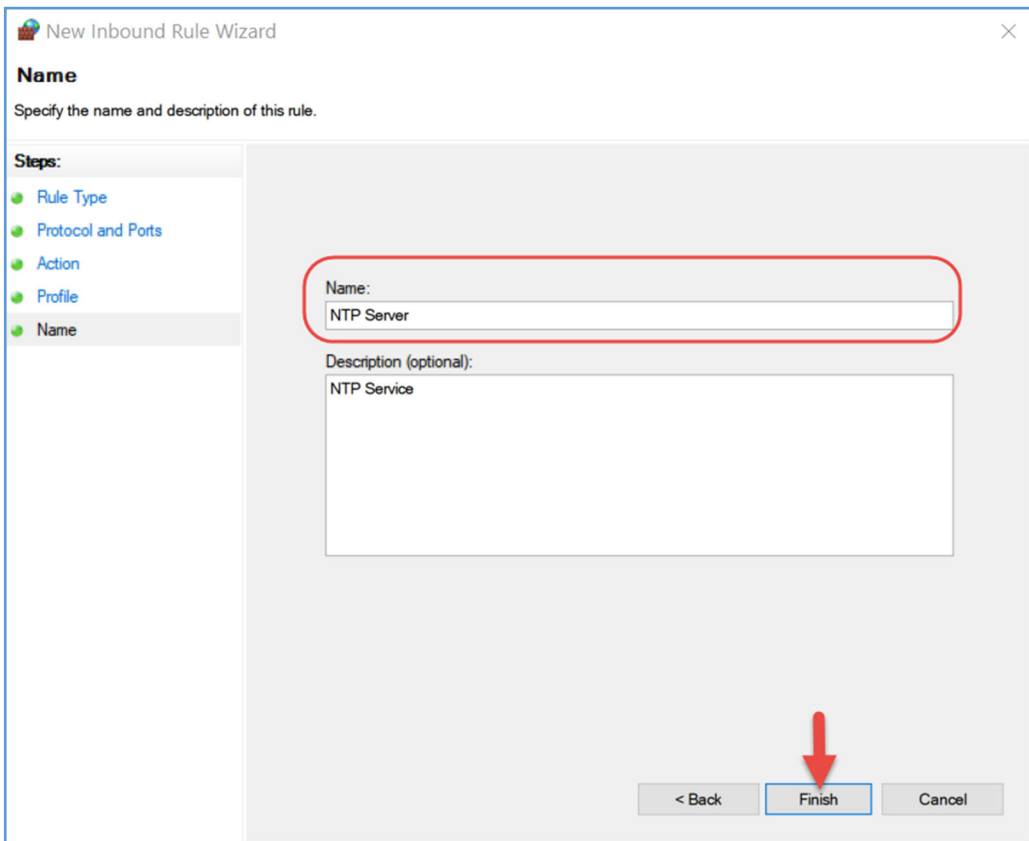 New Inbound Rule Wizard
Name
Specify the name and description of this rule.
Steps:
Rule Type
Protocol and Ports
Action
Profile
Name
Name:
NTP Server
Description (optional):
NTP Service
< Back
Finish
Cancel